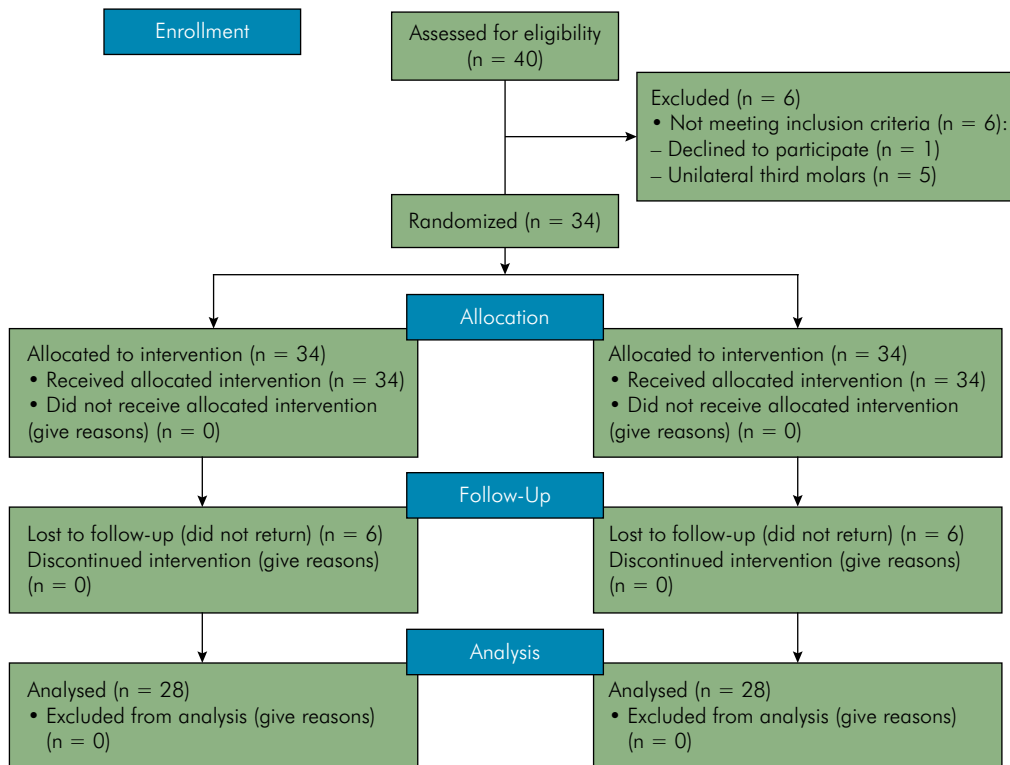 Enrollment
Assessed for eligibility
(n = 40)
Excluded (n = 6)
• Not meeting inclusion criteria (n = 6):
– Declined to participate (n = 1)
– Unilateral third molars (n = 5)
Randomized (n = 34)
Allocation
Allocated to intervention (n = 34)
• Received allocated intervention (n = 34)
• Did not receive allocated intervention
(give reasons) (n = 0)
Allocated to intervention (n = 34)
• Received allocated intervention (n = 34)
• Did not receive allocated intervention
(give reasons) (n = 0)
Follow-Up
Lost to follow-up (did not return) (n = 6)
Discontinued intervention (give reasons)
(n = 0)
Lost to follow-up (did not return) (n = 6)
Discontinued intervention (give reasons)
(n = 0)
Analysis
Analysed (n = 28)
• Excluded from analysis (give reasons)
(n = 0)
Analysed (n = 28)
• Excluded from analysis (give reasons)
(n = 0)